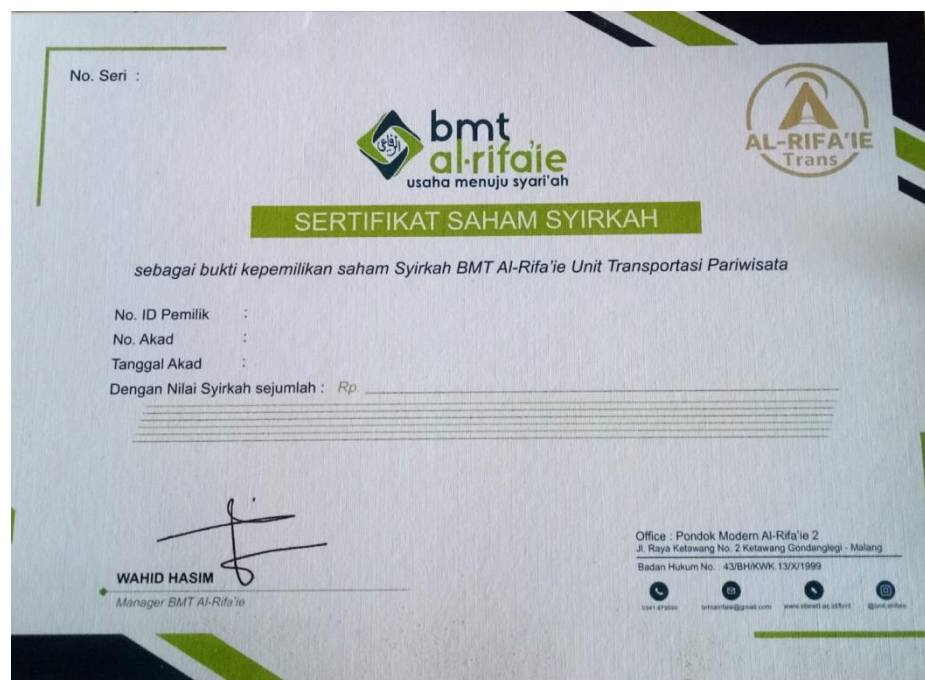 No. Seri :
bmt
al-rifa'ie
usaha menuju syari'ah
AL-RIFA'IE
Trans
SERTIFIKAT SAHAM SYIRKAH
sebagai bukti kepemilikan saham Syirkah BMT Al-Rifa'ie Unit Transportasi Pariwisata
No. ID Pemilik :
No. Akad :
Tanggal Akad :
Dengan Nilai Syirkah sejumlah : Rp.
WAHID HASIM
Manager BMT Al-Rifa'ie
Office : Pondok Modern Al-Rifa'ie 2
Jl. Raya Ketawang No. 2 Ketawang Gondanglegi - Malang
Badan Hukum No. : 43/BH/KWK.13/X/1999